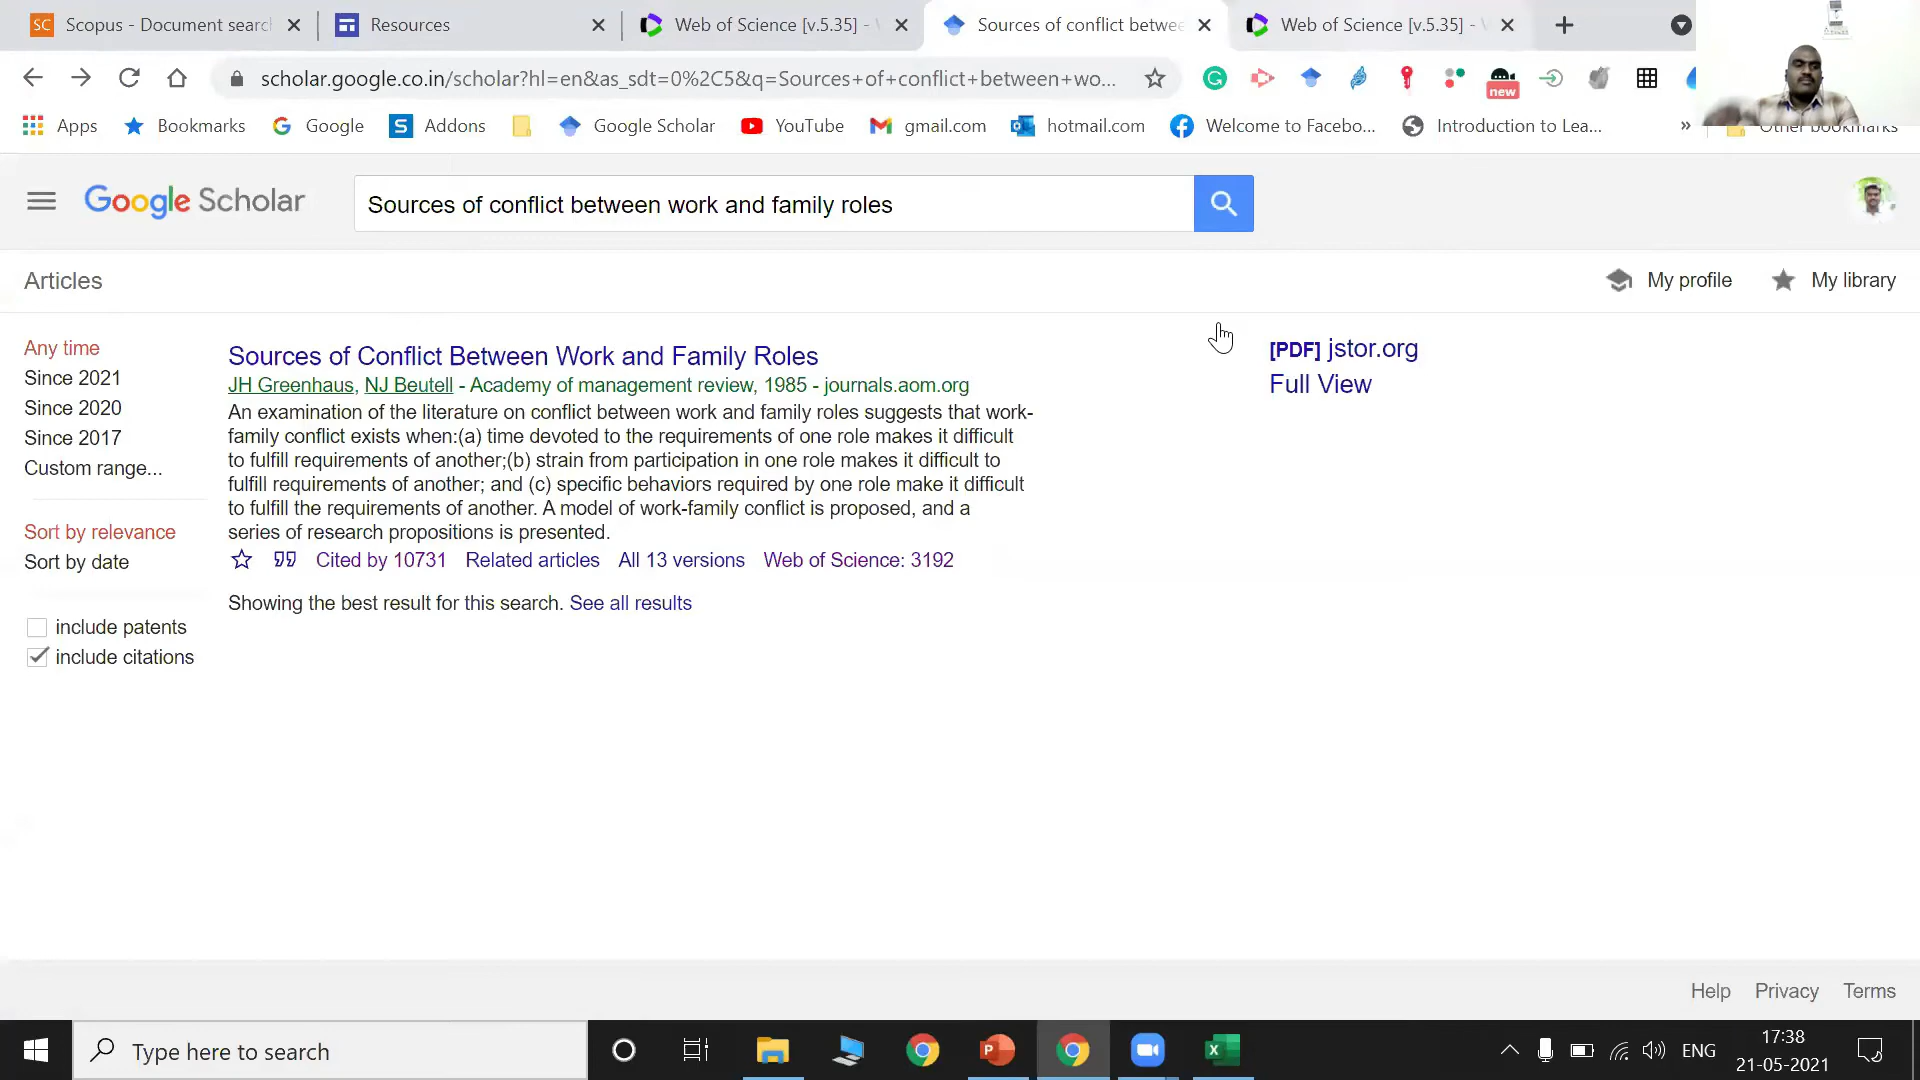 Scopus - Document searc
Resources
Web of Science [v.5.35] -
Sources of conflict betwee
Web of Science [v.5.35] -
scholar.google.co.in/scholar?hl=en&as_sdt=0%2C5&q=Sources+of+conflict+between+wo...
new
Apps
Bookmarks
Google
Addons
Google Scholar
YouTube
gmail.com
hotmail.com
Welcome to Facebo...
Introduction to Lea...
»
Other bookmarks
Google Scholar
Sources of conflict between work and family roles
Articles
My profile
My library
Any time
Since 2021
Since 2020
Since 2017
Custom range...
Sort by relevance
Sort by date
include patents
include citations
Sources of Conflict Between Work and Family Roles
JH Greenhaus, NJ Beutell - Academy of management review, 1985 - journals.aom.org
An examination of the literature on conflict between work and family roles suggests that work-
family conflict exists when:(a) time devoted to the requirements of one role makes it difficult
to fulfill requirements of another;(b) strain from participation in one role makes it difficult to
fulfill requirements of another; and (c) specific behaviors required by one role make it difficult
to fulfill the requirements of another. A model of work-family conflict is proposed, and a
series of research propositions is presented.
Cited by 10731 Related articles All 13 versions Web of Science: 3192
Showing the best result for this search. See all results
[PDF] jstor.org
Full View
Help Privacy Terms
Type here to search
ENG
17:38
21-05-2021